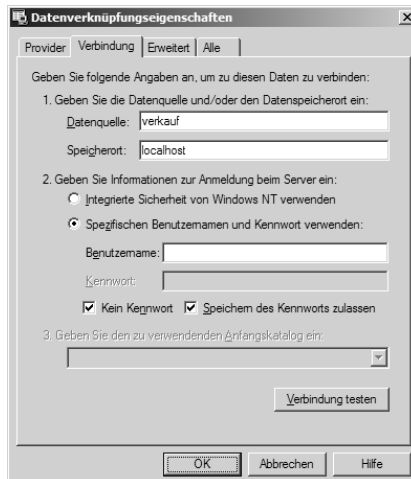 Datenverknüpfungseigenschaften
Provider Verbindung Erweitert Alle
Geben Sie folgende Angaben an, um zu diesen Daten zu verbinden:
1. Geben Sie die Datenquelle und/oder den Datenspeicherort ein:
Datenquelle: verkauf
Speicherort: localhost
2. Geben Sie Informationen zur Anmeldung beim Server ein:
Integrierte Sicherheit von Windows NT verwenden
Spezifischen Benutzernamen und Kennwort verwenden:
Benutzername:
Kennwort:
Kein Kennwort Speichern des Kennworts zulassen
3. Geben Sie den zu verwendenden Anfangskatalog ein:
Verbindung testen
OK Abbrechen Hilfe